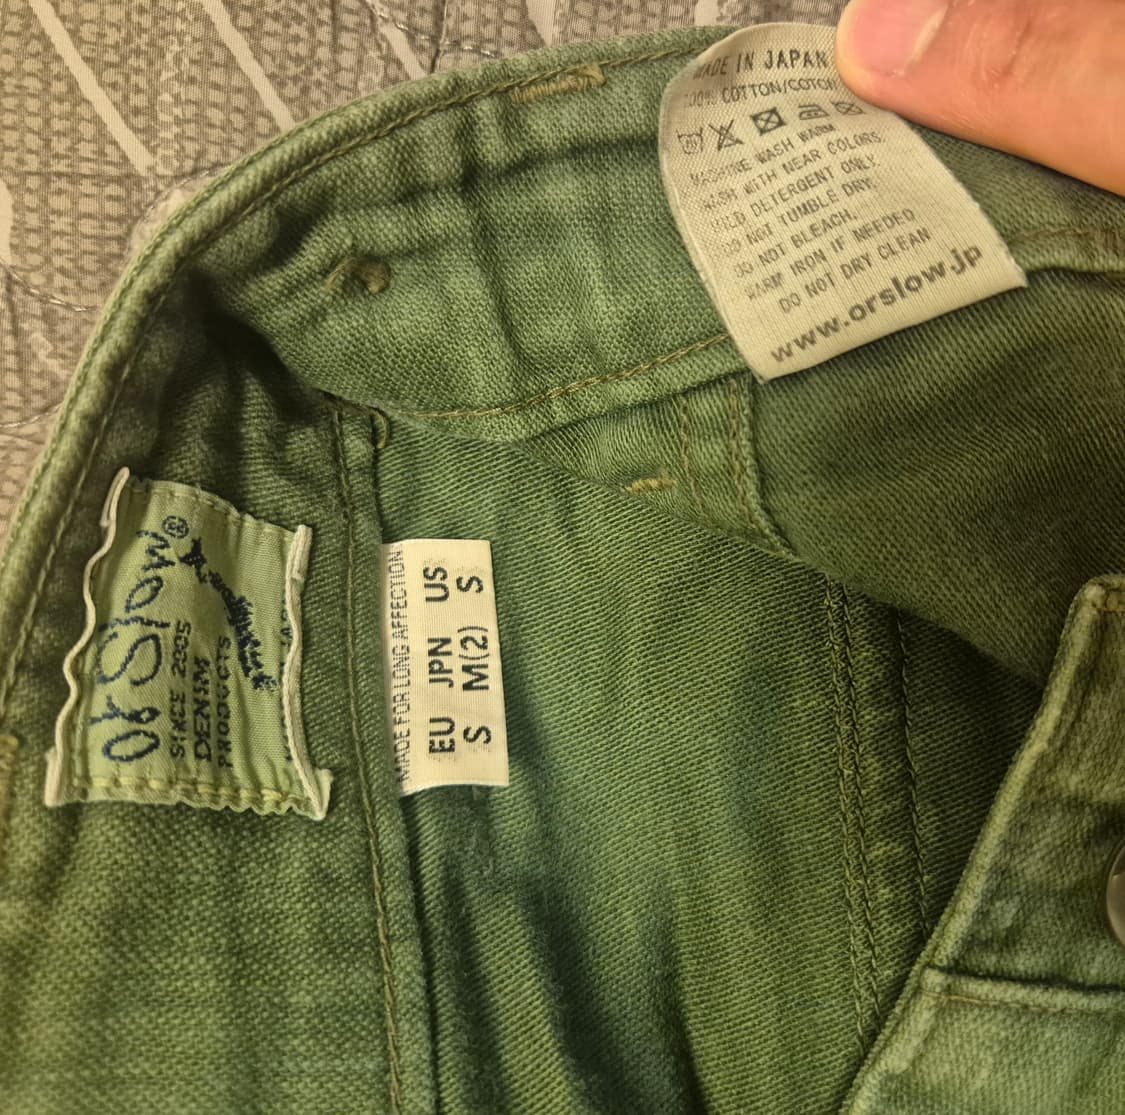 MADE IN JAPAN
100% COTTON/COTON
MACHINE WASH WARM
WASH WITH NEAR COLORS.
MILD DETERGENT ONLY.
DO NOT TUMBLE DRY.
DO NOT BLEACH.
WARM IRON IF NEEDED
DO NOT DRY CLEAN
www.orslow.jp
or Slow®
SINCE 2005
DENIM
PRODUCTS
MADE FOR LONG AFFECTION
EU JPN US
S M(2) S